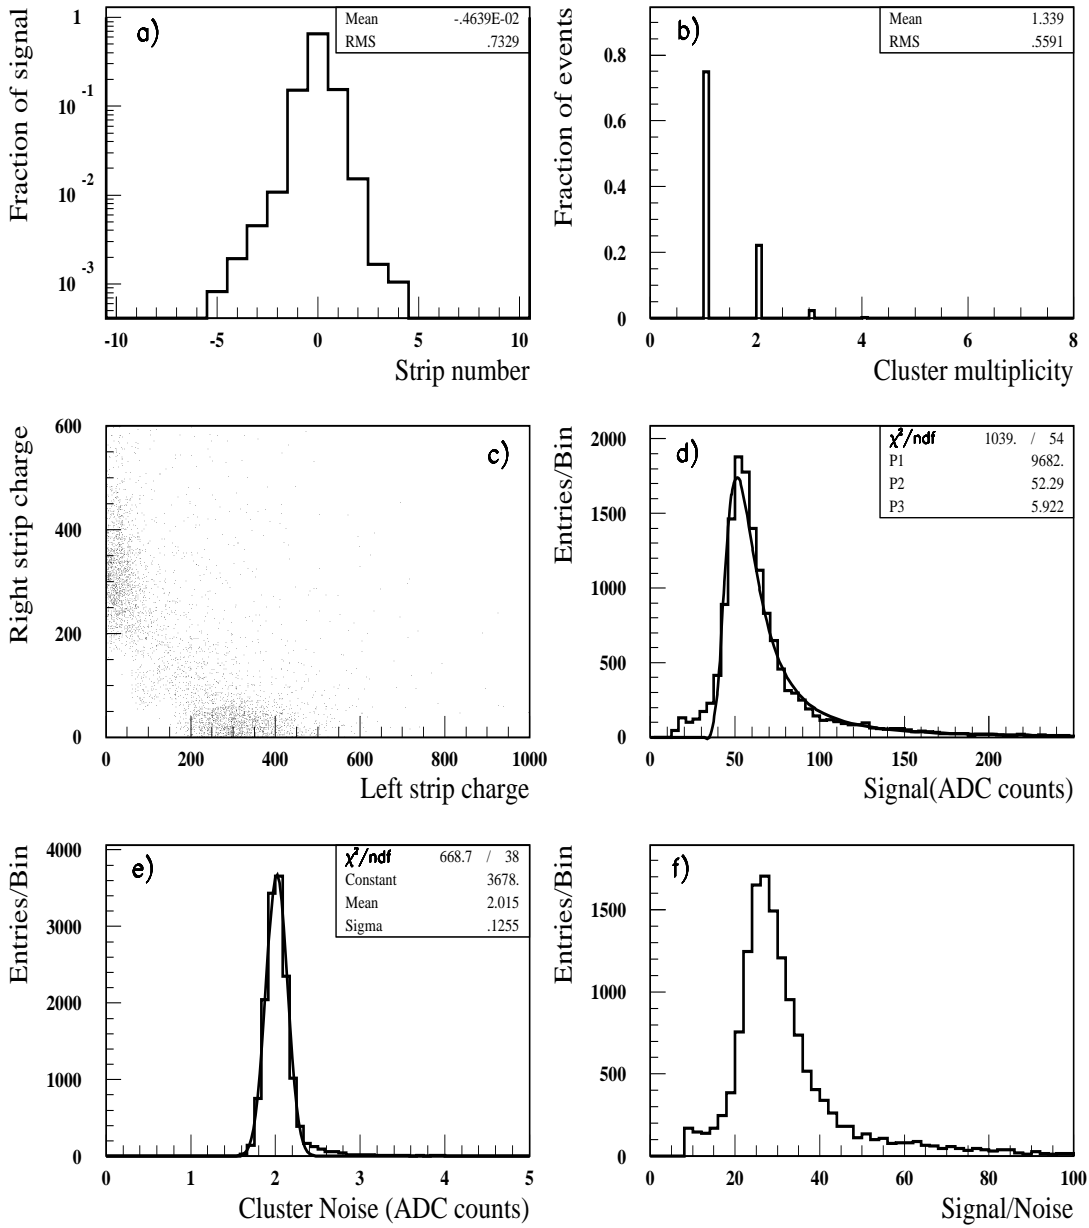 a)
Mean -.4639E-02
RMS .7329
Fraction of signal
1
10 -1
10 -2
10 -3
-10 -5 0 5 10
Strip number
b)
Mean 1.339
RMS .5591
Fraction of events
0.8
0.6
0.4
0.2
0
0 2 4 6 8
Cluster multiplicity
c)
Right strip charge
600
400
200
0
0 200 400 600 800 1000
Left strip charge
d)
χ²/ndf 1039. / 54
P1 9682.
P2 52.29
P3 5.922
Entries/Bin
2000
1500
1000
500
0
0 50 100 150 200
Signal(ADC counts)
e)
χ²/ndf 668.7 / 38
Constant 3678.
Mean 2.015
Sigma .1255
Entries/Bin
4000
3000
2000
1000
0
0 1 2 3 4 5
Cluster Noise (ADC counts)
f)
Entries/Bin
1500
1000
500
0
0 20 40 60 80 100
Signal/Noise